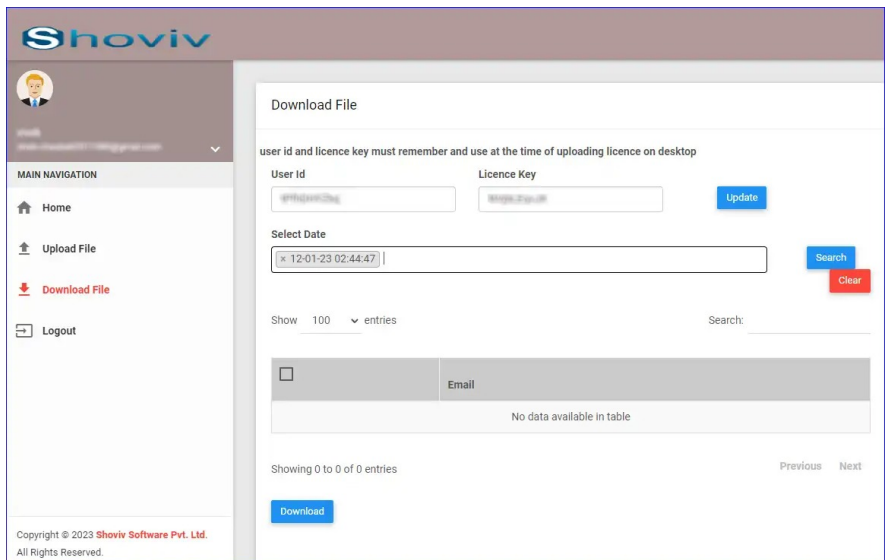 Shoviv
Download File
user id and licence key must remember and use at the time of uploading licence on desktop
MAIN NAVIGATION
User Id Licence Key
Home
Update
Upload File
Select Date
× 12-01-23 02:44:47
Search
Download File
Clear
Logout
Show 100 entries Search:
Email
No data available in table
Showing 0 to 0 of 0 entries
Previous Next
Download
Copyright © 2023 Shoviv Software Pvt. Ltd.
All Rights Reserved.